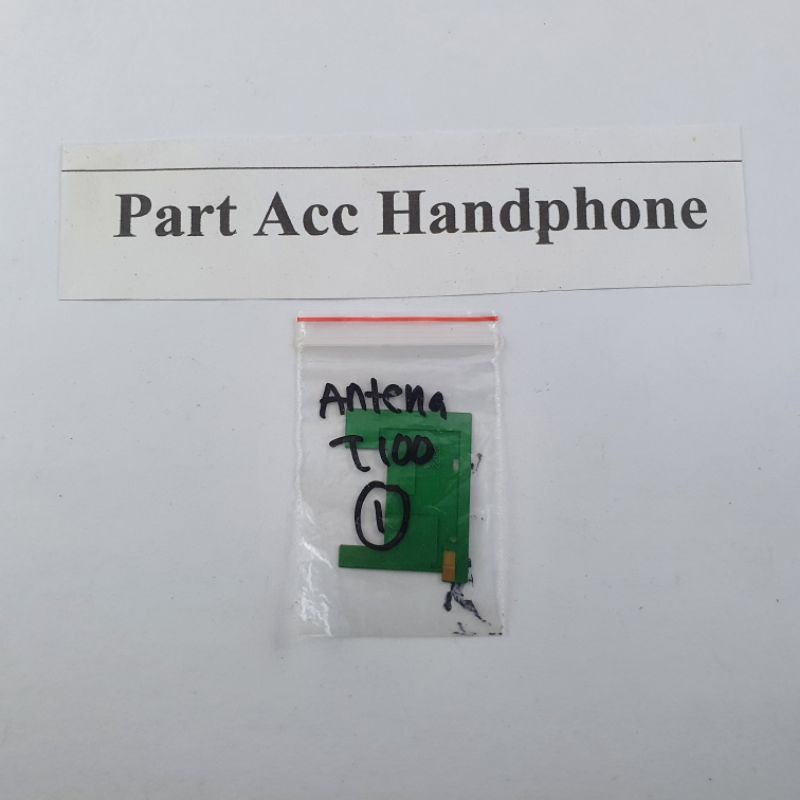 Part Acc Handphone
Antena
T100
1